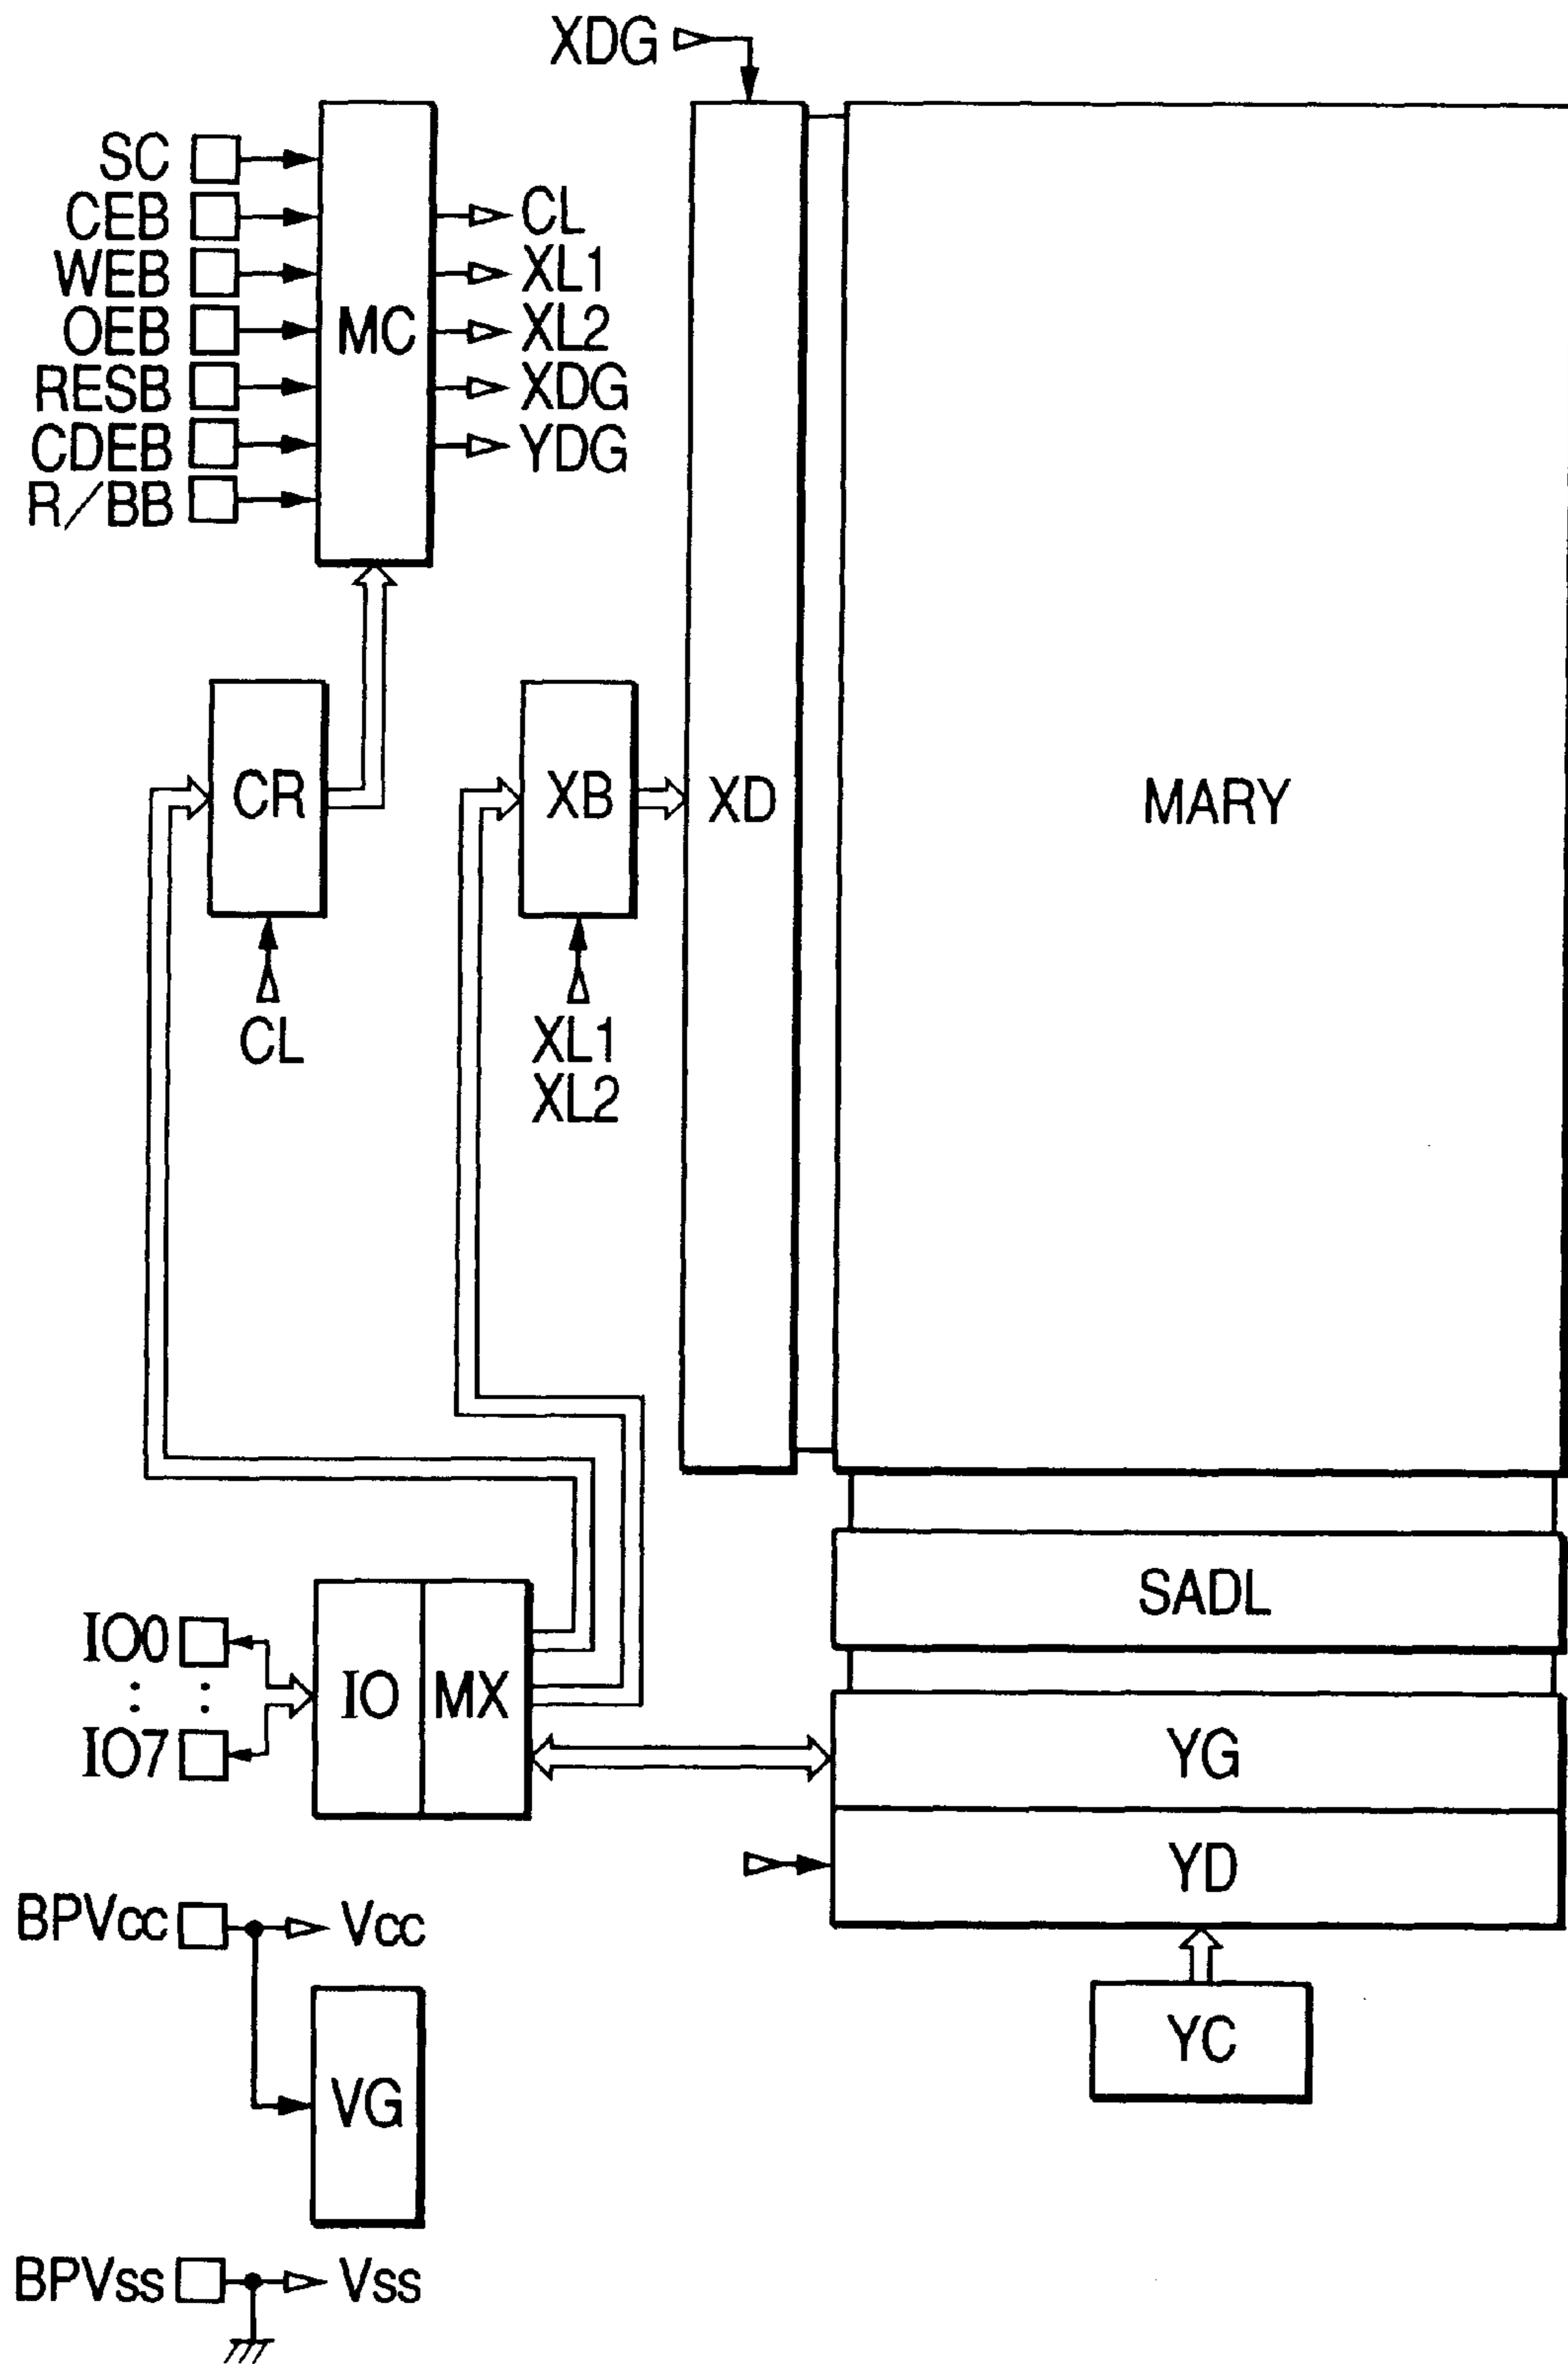 XDG
SC
CEB
WEB
OEB
RESB
CDEB
R/BB
MC
CL
XL1
XL2
XDG
YDG
CR
XB
XD
MARY
CL
XL1
XL2
SADL
IO0
:
:
IO7
IO
MX
YG
YD
BPVcc
Vcc
YC
VG
BPVss
Vss